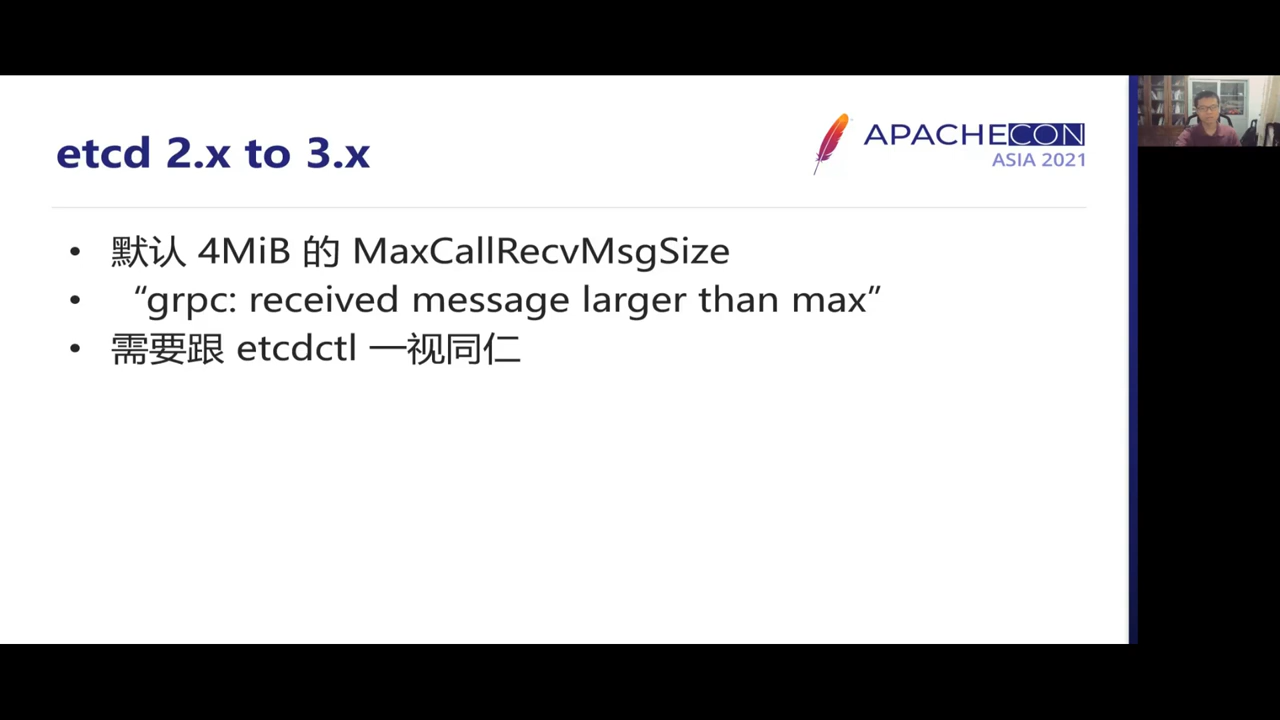 etcd 2.x to 3.x
APACHECON
ASIA 2021
• 默认 4MiB 的 MaxCallRecvMsgSize
• “grpc: received message larger than max”
• 需要跟 etcdctl 一视同仁